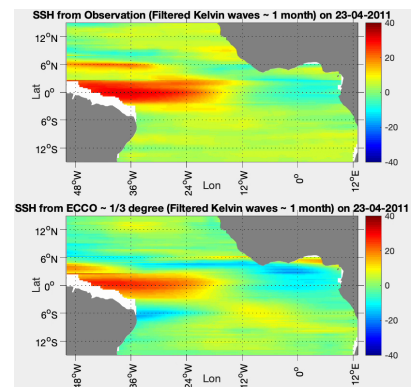 SSH from Observation (Filtered Kelvin waves ~ 1 month) on 23-04-2011
40
12°N
20
6°N
Lat
0°
0
6°S
-20
12°S
-40
48°W
36°W
24°W
Lon
12°W
0°
12°E
SSH from ECCO ~ 1/3 degree (Filtered Kelvin waves ~ 1 month) on 23-04-2011
40
12°N
20
6°N
Lat
0°
0
6°S
-20
12°S
-40
48°W
36°W
24°W
Lon
12°W
0°
12°E